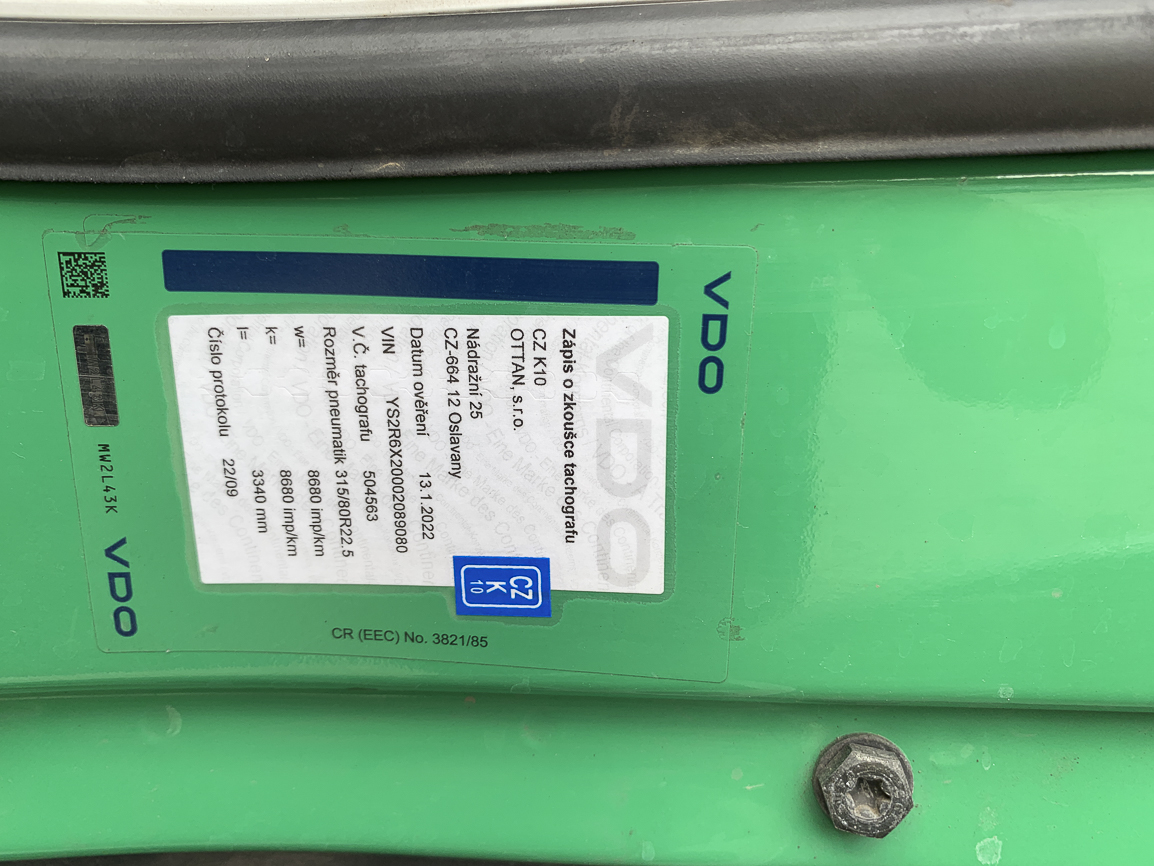 VDO
Zápis o zkoušce tachografu
CZ K10
OTTAN, s.r.o.
Nádražní 25
CZ-664 12 Oslavany
Datum ověření 13.1.2022
VIN YS2R6X20002089080
V.Č. tachografu 504563
Rozměr pneumatik 315/80R22,5
w= 8680 imp/km
k= 8680 imp/km
l= 3340 mm
Číslo protokolu 22/09
CZ
K
10
CR (EEC) No. 3821/85
MW2L43K
VDO